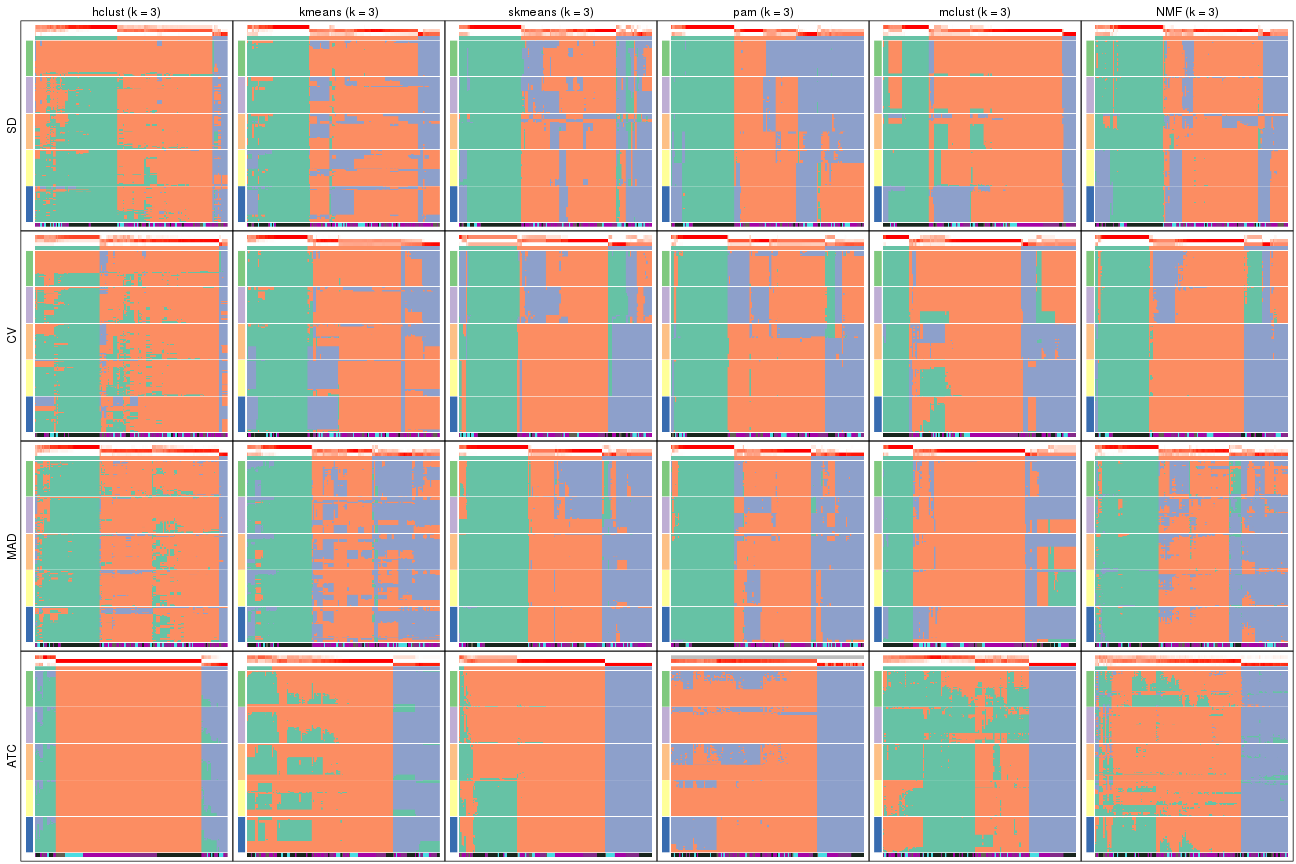 hclust (k = 3)
kmeans (k = 3)
skmeans (k = 3)
pam (k = 3)
mclust (k = 3)
NMF (k = 3)
SD
CV
MAD
ATC